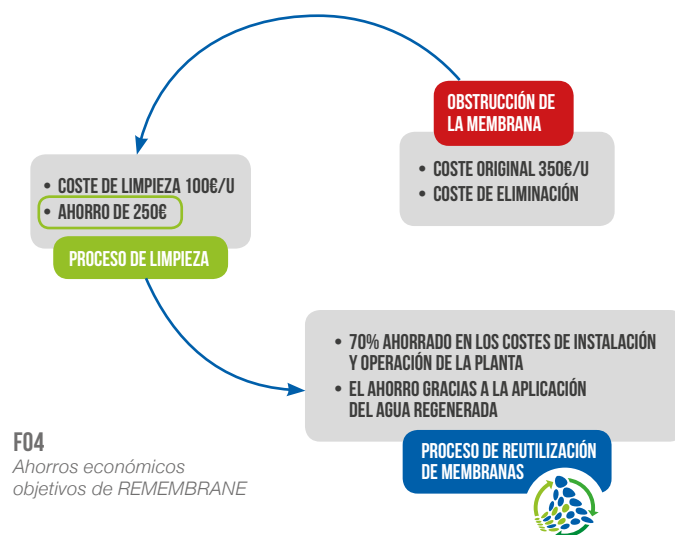 OBSTRUCCIÓN DE
LA MEMBRANA
• COSTE ORIGINAL 350€/U
• COSTE DE ELIMINACIÓN
• COSTE DE LIMPIEZA 100€/U
• AHORRO DE 250€
PROCESO DE LIMPIEZA
• 70% AHORRADO EN LOS COSTES DE INSTALACIÓN
Y OPERACIÓN DE LA PLANTA
• EL AHORRO GRACIAS A LA APLICACIÓN
DEL AGUA REGENERADA
PROCESO DE REUTILIZACIÓN
DE MEMBRANAS
F04
Ahorros económicos
objetivos de REMEMBRANE